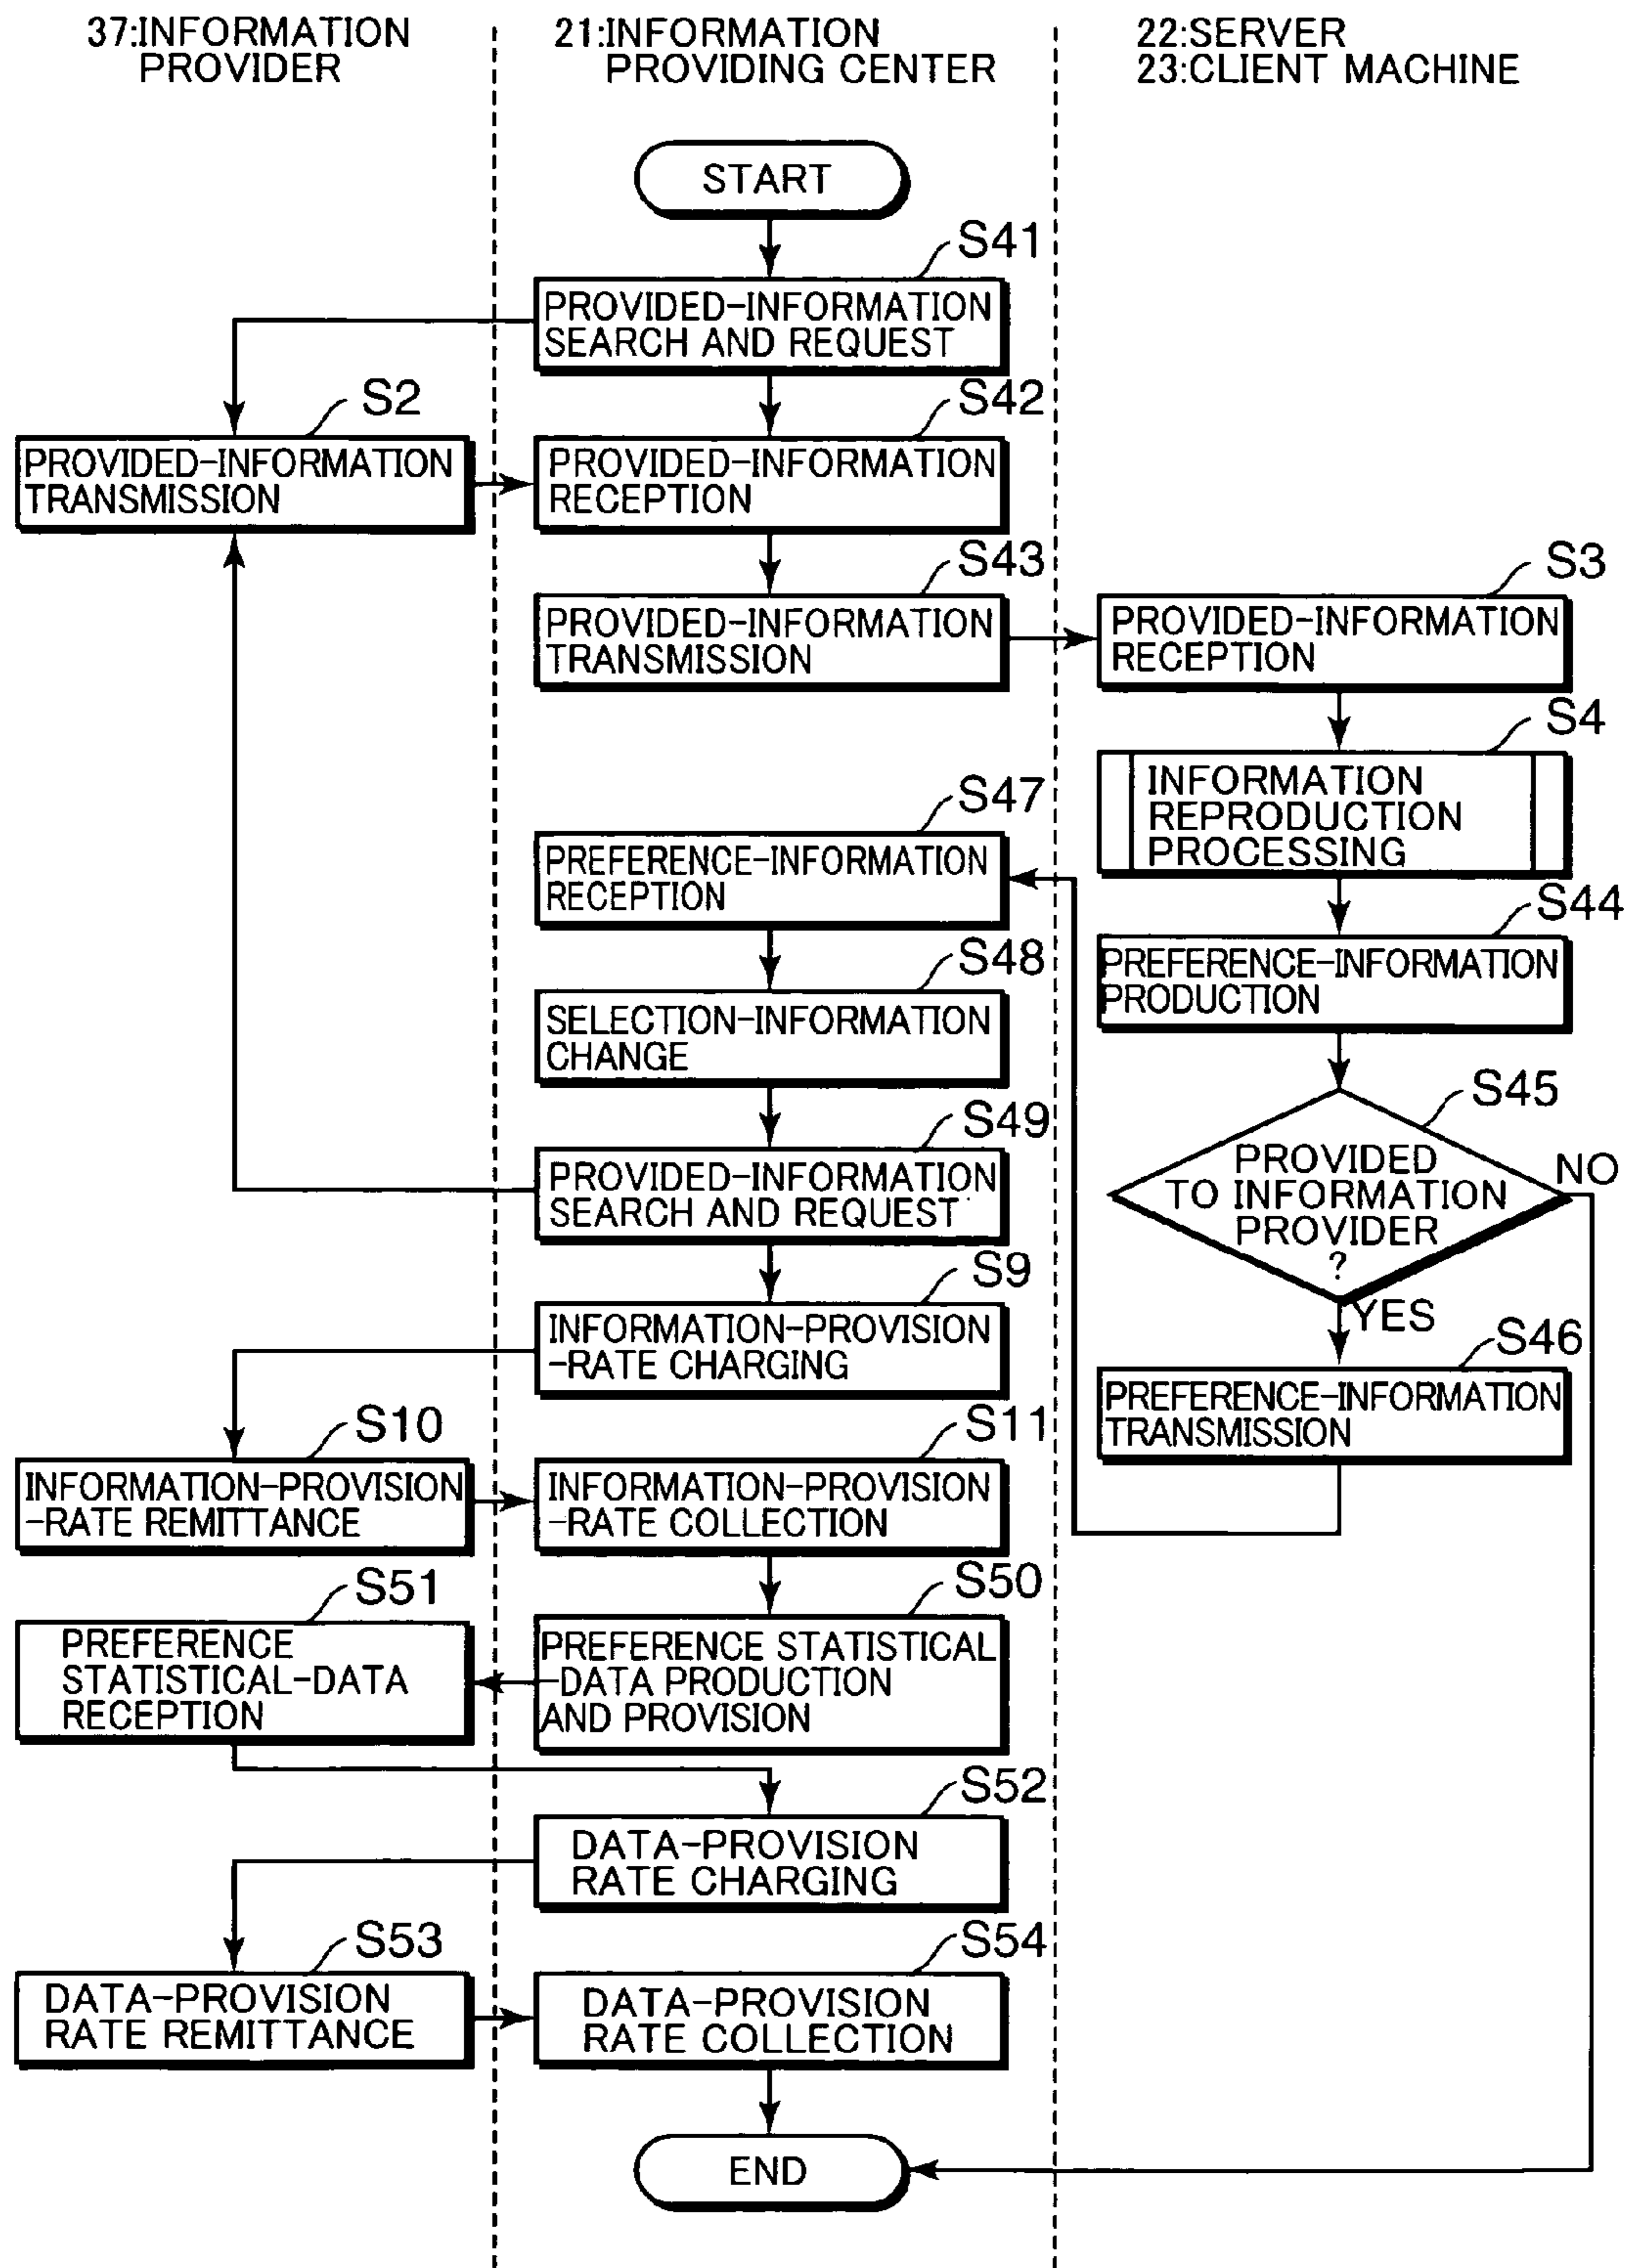 37:INFORMATION
PROVIDER
21:INFORMATION
PROVIDING CENTER
22:SERVER
23:CLIENT MACHINE
START
S41
PROVIDED-INFORMATION
SEARCH AND REQUEST
S2
PROVIDED-INFORMATION
TRANSMISSION
S42
PROVIDED-INFORMATION
RECEPTION
S43
PROVIDED-INFORMATION
TRANSMISSION
S3
PROVIDED-INFORMATION
RECEPTION
S4
INFORMATION
REPRODUCTION
PROCESSING
S47
PREFERENCE-INFORMATION
RECEPTION
S44
PREFERENCE-INFORMATION
PRODUCTION
S48
SELECTION-INFORMATION
CHANGE
S45
PROVIDED
TO INFORMATION
PROVIDER
?
NO
YES
S49
PROVIDED-INFORMATION
SEARCH AND REQUEST
S9
INFORMATION-PROVISION
-RATE CHARGING
S46
PREFERENCE-INFORMATION
TRANSMISSION
S10
INFORMATION-PROVISION
-RATE REMITTANCE
S11
INFORMATION-PROVISION
-RATE COLLECTION
S51
PREFERENCE
STATISTICAL-DATA
RECEPTION
S50
PREFERENCE STATISTICAL
-DATA PRODUCTION
AND PROVISION
S52
DATA-PROVISION
RATE CHARGING
S53
DATA-PROVISION
RATE REMITTANCE
S54
DATA-PROVISION
RATE COLLECTION
END